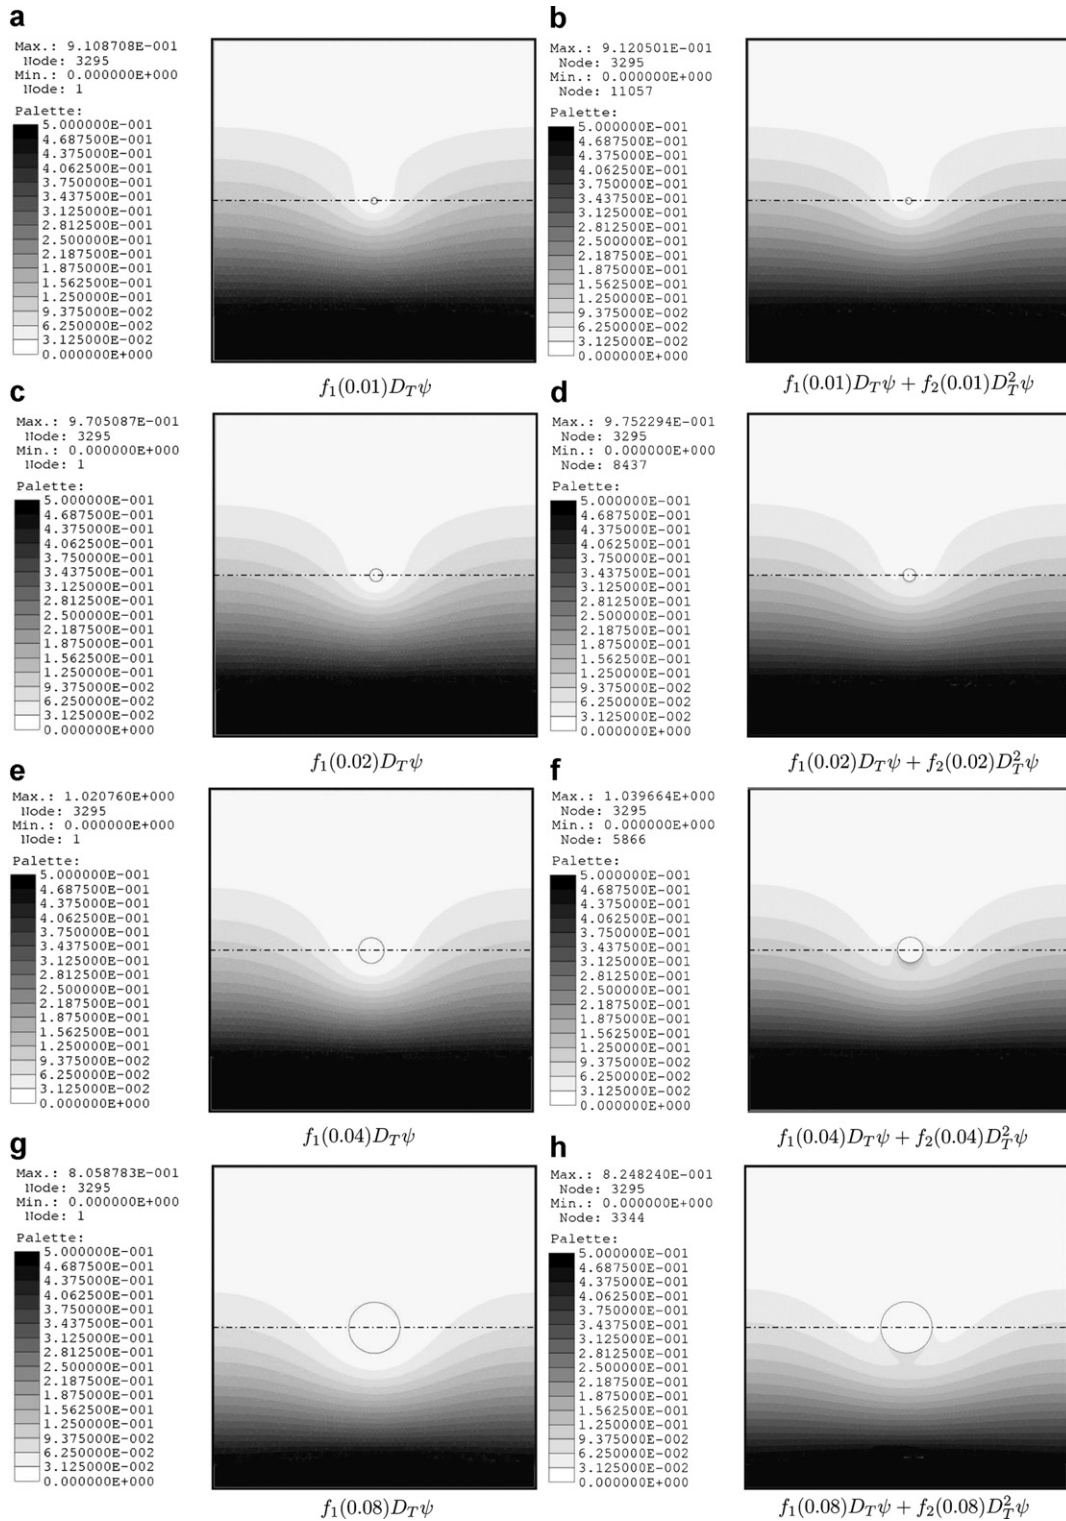 a
Max.: 9.108708E-001
Node: 3295
Min.: 0.000000E+000
Node: 1
Palette:
5.000000E-001
4.687500E-001
4.375000E-001
4.062500E-001
3.750000E-001
3.437500E-001
3.125000E-001
2.812500E-001
2.500000E-001
2.187500E-001
1.875000E-001
1.562500E-001
1.250000E-001
9.375000E-002
6.250000E-002
3.125000E-002
0.000000E+000
f₁(0.01)D_Tψ
b
Max.: 9.120501E-001
Node: 3295
Min.: 0.000000E+000
Node: 11057
Palette:
5.000000E-001
4.687500E-001
4.375000E-001
4.062500E-001
3.750000E-001
3.437500E-001
3.125000E-001
2.812500E-001
2.500000E-001
2.187500E-001
1.875000E-001
1.562500E-001
1.250000E-001
9.375000E-002
6.250000E-002
3.125000E-002
0.000000E+000
f₁(0.01)D_Tψ + f₂(0.01)D²_Tψ
c
Max.: 9.705087E-001
Node: 3295
Min.: 0.000000E+000
Node: 1
Palette:
5.000000E-001
4.687500E-001
4.375000E-001
4.062500E-001
3.750000E-001
3.437500E-001
3.125000E-001
2.812500E-001
2.500000E-001
2.187500E-001
1.875000E-001
1.562500E-001
1.250000E-001
9.375000E-002
6.250000E-002
3.125000E-002
0.000000E+000
f₁(0.02)D_Tψ
d
Max.: 9.752294E-001
Node: 3295
Min.: 0.000000E+000
Node: 8437
Palette:
5.000000E-001
4.687500E-001
4.375000E-001
4.062500E-001
3.750000E-001
3.437500E-001
3.125000E-001
2.812500E-001
2.500000E-001
2.187500E-001
1.875000E-001
1.562500E-001
1.250000E-001
9.375000E-002
6.250000E-002
3.125000E-002
0.000000E+000
f₁(0.02)D_Tψ + f₂(0.02)D²_Tψ
e
Max.: 1.020760E+000
Node: 3295
Min.: 0.000000E+000
Node: 1
Palette:
5.000000E-001
4.687500E-001
4.375000E-001
4.062500E-001
3.750000E-001
3.437500E-001
3.125000E-001
2.812500E-001
2.500000E-001
2.187500E-001
1.875000E-001
1.562500E-001
1.250000E-001
9.375000E-002
6.250000E-002
3.125000E-002
0.000000E+000
f₁(0.04)D_Tψ
f
Max.: 1.039664E+000
Node: 3295
Min.: 0.000000E+000
Node: 5866
Palette:
5.000000E-001
4.687500E-001
4.375000E-001
4.062500E-001
3.750000E-001
3.437500E-001
3.125000E-001
2.812500E-001
2.500000E-001
2.187500E-001
1.875000E-001
1.562500E-001
1.250000E-001
9.375000E-002
6.250000E-002
3.125000E-002
0.000000E+000
f₁(0.04)D_Tψ + f₂(0.04)D²_Tψ
g
Max.: 8.058783E-001
Node: 3295
Min.: 0.000000E+000
Node: 1
Palette:
5.000000E-001
4.687500E-001
4.375000E-001
4.062500E-001
3.750000E-001
3.437500E-001
3.125000E-001
2.812500E-001
2.500000E-001
2.187500E-001
1.875000E-001
1.562500E-001
1.250000E-001
9.375000E-002
6.250000E-002
3.125000E-002
0.000000E+000
f₁(0.08)D_Tψ
h
Max.: 8.248240E-001
Node: 3295
Min.: 0.000000E+000
Node: 3344
Palette:
5.000000E-001
4.687500E-001
4.375000E-001
4.062500E-001
3.750000E-001
3.437500E-001
3.125000E-001
2.812500E-001
2.500000E-001
2.187500E-001
1.875000E-001
1.562500E-001
1.250000E-001
9.375000E-002
6.250000E-002
3.125000E-002
0.000000E+000
f₁(0.08)D_Tψ + f₂(0.08)D²_Tψ